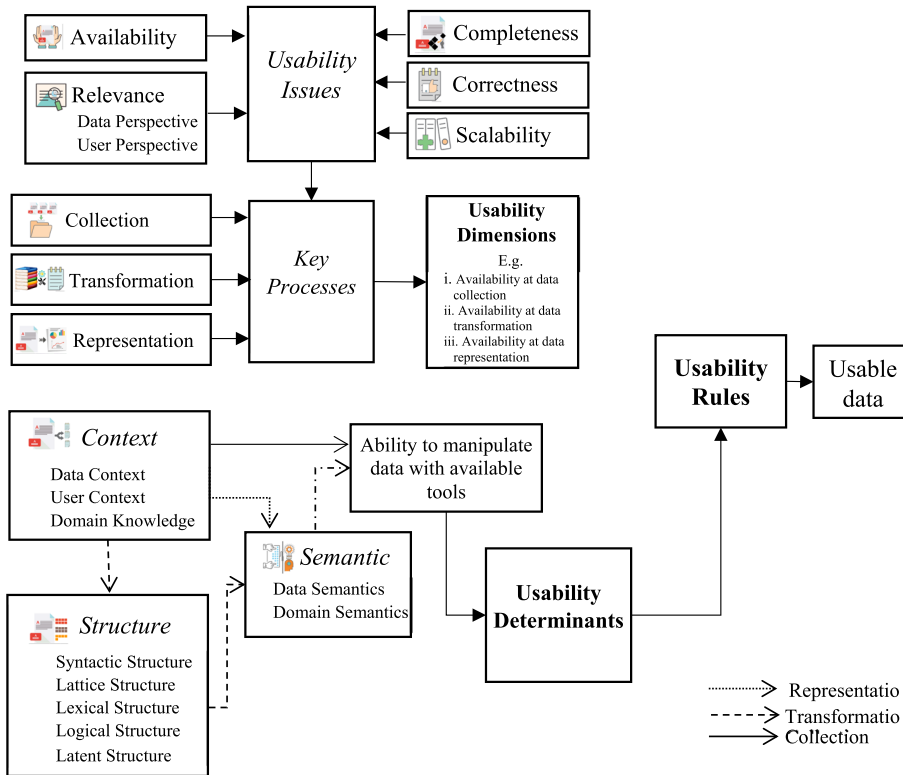 Availability
Relevance
Data Perspective
User Perspective
Usability
Issues
Completeness
Correctness
Scalability
Collection
Transformation
Representation
Key
Processes
Usability
Dimensions
E.g.
i. Availability at data
collection
ii. Availability at data
transformation
iii. Availability at data
representation
Usability
Rules
Usable
data
Context
Data Context
User Context
Domain Knowledge
Ability to manipulate
data with available
tools
Semantic
Data Semantics
Domain Semantics
Structure
Syntactic Structure
Lattice Structure
Lexical Structure
Logical Structure
Latent Structure
Usability
Determinants
Representatio
Transformatio
Collection